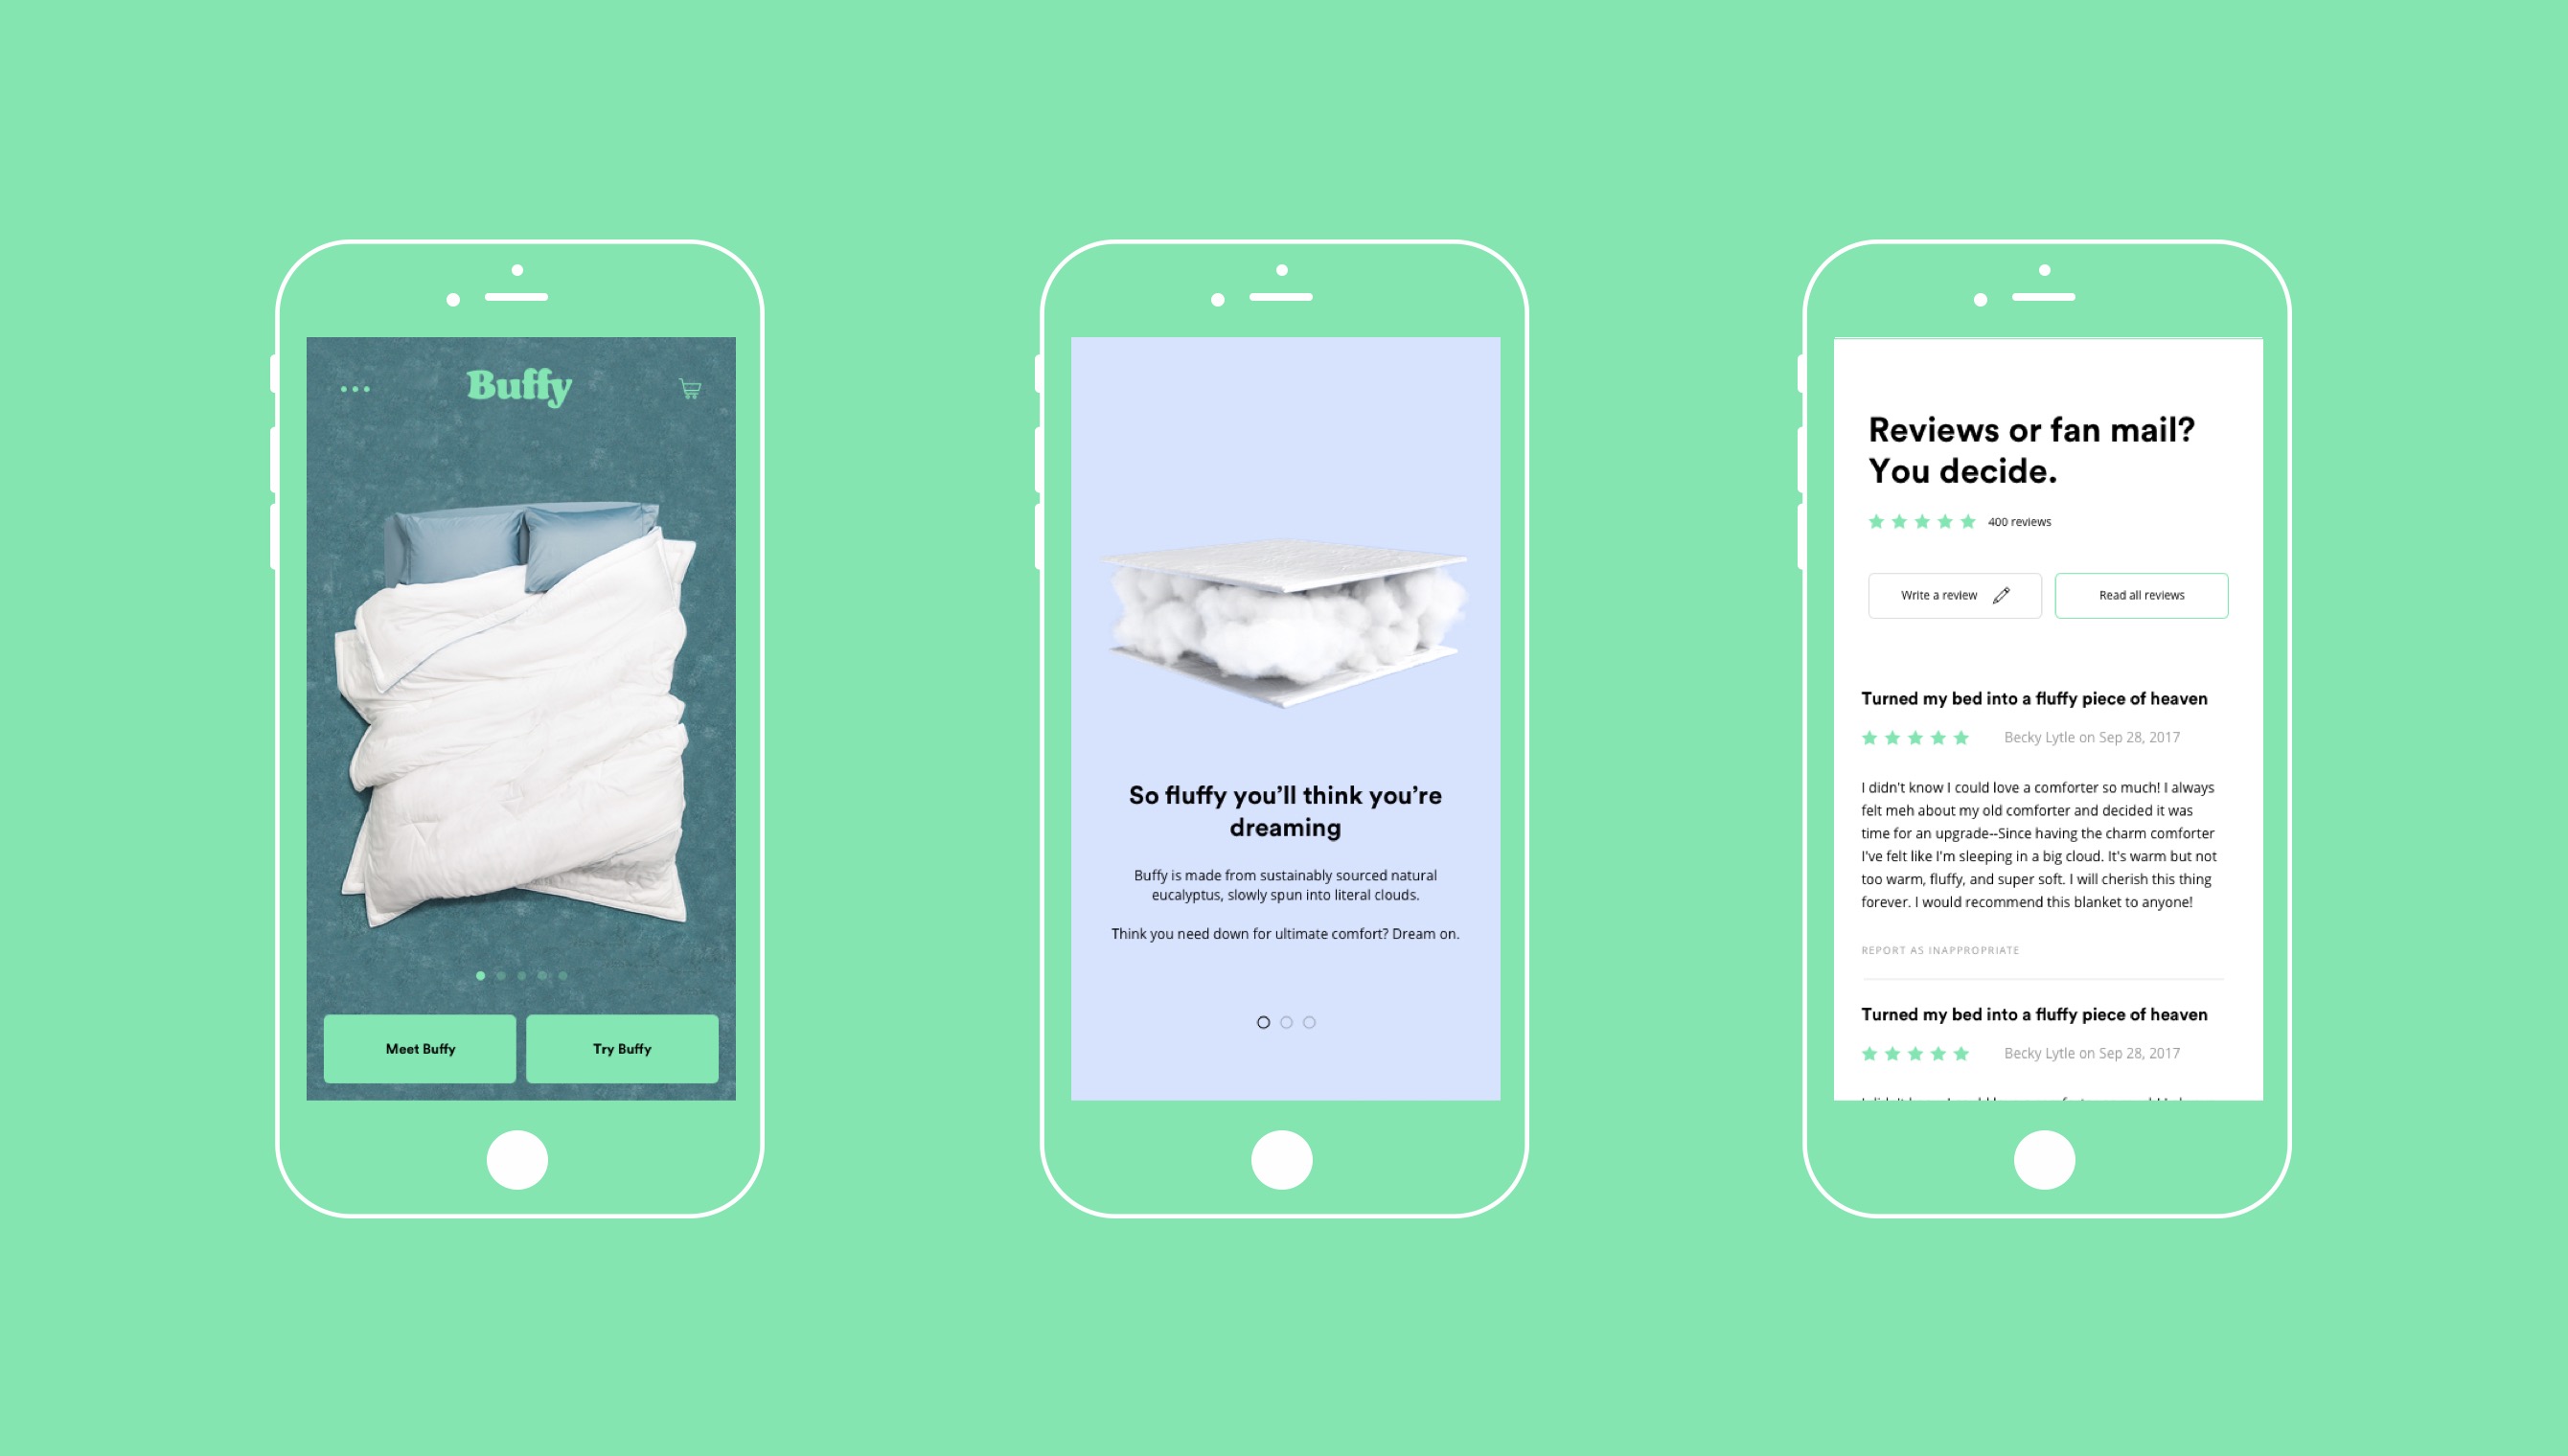 Buffy
Meet Buffy
Try Buffy
So fluffy you’ll think you’re
dreaming
Buffy is made from sustainably sourced natural
eucalyptus, slowly spun into literal clouds.
Think you need down for ultimate comfort? Dream on.
Reviews or fan mail?
You decide.
400 reviews
Write a review
Read all reviews
Turned my bed into a fluffy piece of heaven
Becky Lytle on Sep 28, 2017
I didn't know I could love a comforter so much! I always
felt meh about my old comforter and decided it was
time for an upgrade--Since having the charm comforter
I've felt like I'm sleeping in a big cloud. It's warm but not
too warm, fluffy, and super soft. I will cherish this thing
forever. I would recommend this blanket to anyone!
REPORT AS INAPPROPRIATE
Turned my bed into a fluffy piece of heaven
Becky Lytle on Sep 28, 2017